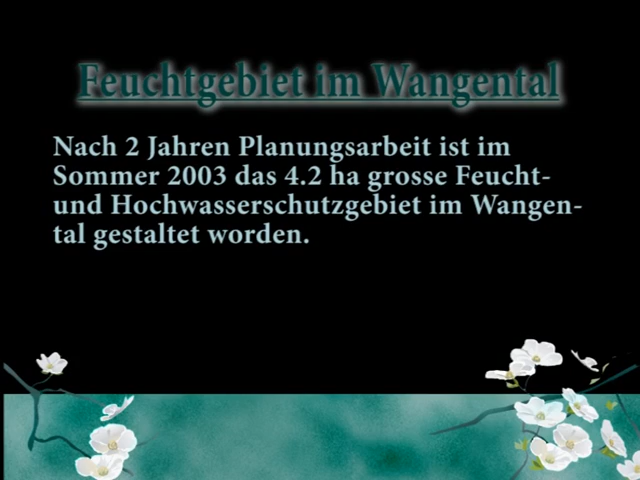 Feuchtgebiet im Wangental
Nach 2 Jahren Planungsarbeit ist im
Sommer 2003 das 4.2 ha grosse Feucht-
und Hochwasserschutzgebiet im Wangen-
tal gestaltet worden.